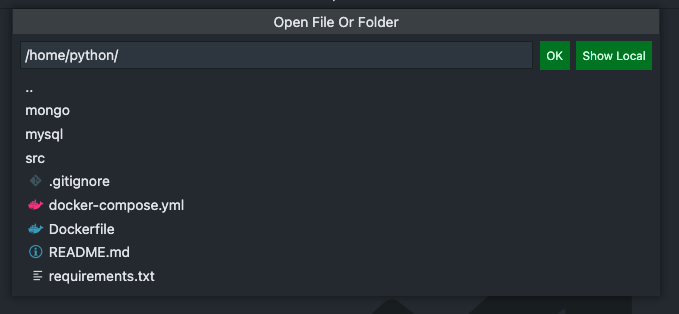 Open File Or Folder
/home/python/ OK Show Local
..
mongo
mysql
src
.gitignore
docker-compose.yml
Dockerfile
README.md
requirements.txt